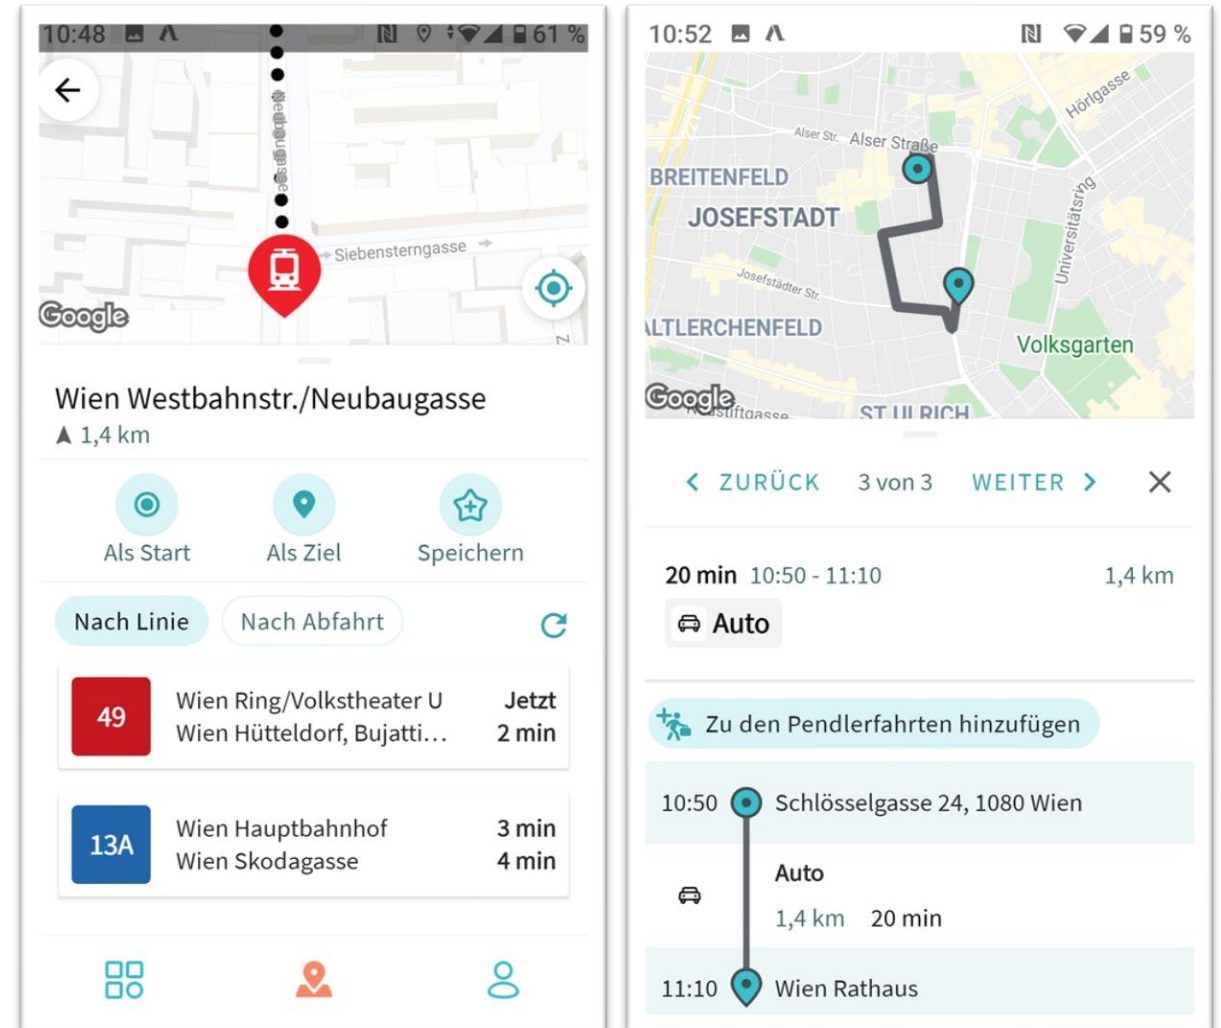 10:48
61 %
Neubaugasse
Siebensterngasse
Google
Z
Wien Westbahnstr./Neubaugasse
1,4 km
Als Start
Als Ziel
Speichern
Nach Linie
Nach Abfahrt
49
Wien Ring/Volkstheater U
Jetzt
Wien Hütteldorf, Bujatti...
2 min
13A
Wien Hauptbahnhof
3 min
Wien Skodagasse
4 min
10:52
59 %
Hörlgasse
Alser Str.
Alser Straße
BREITENFELD
JOSEFSTADT
Universitätsring
Josefstädter Str.
ALTLERCHENFELD
Volksgarten
Google
ustiftgasse
ST. ULRICH
ZURÜCK
3 von 3
WEITER
20 min 10:50 - 11:10
1,4 km
Auto
Zu den Pendlerfahrten hinzufügen
10:50
Schlösselgasse 24, 1080 Wien
Auto
1,4 km 20 min
11:10
Wien Rathaus